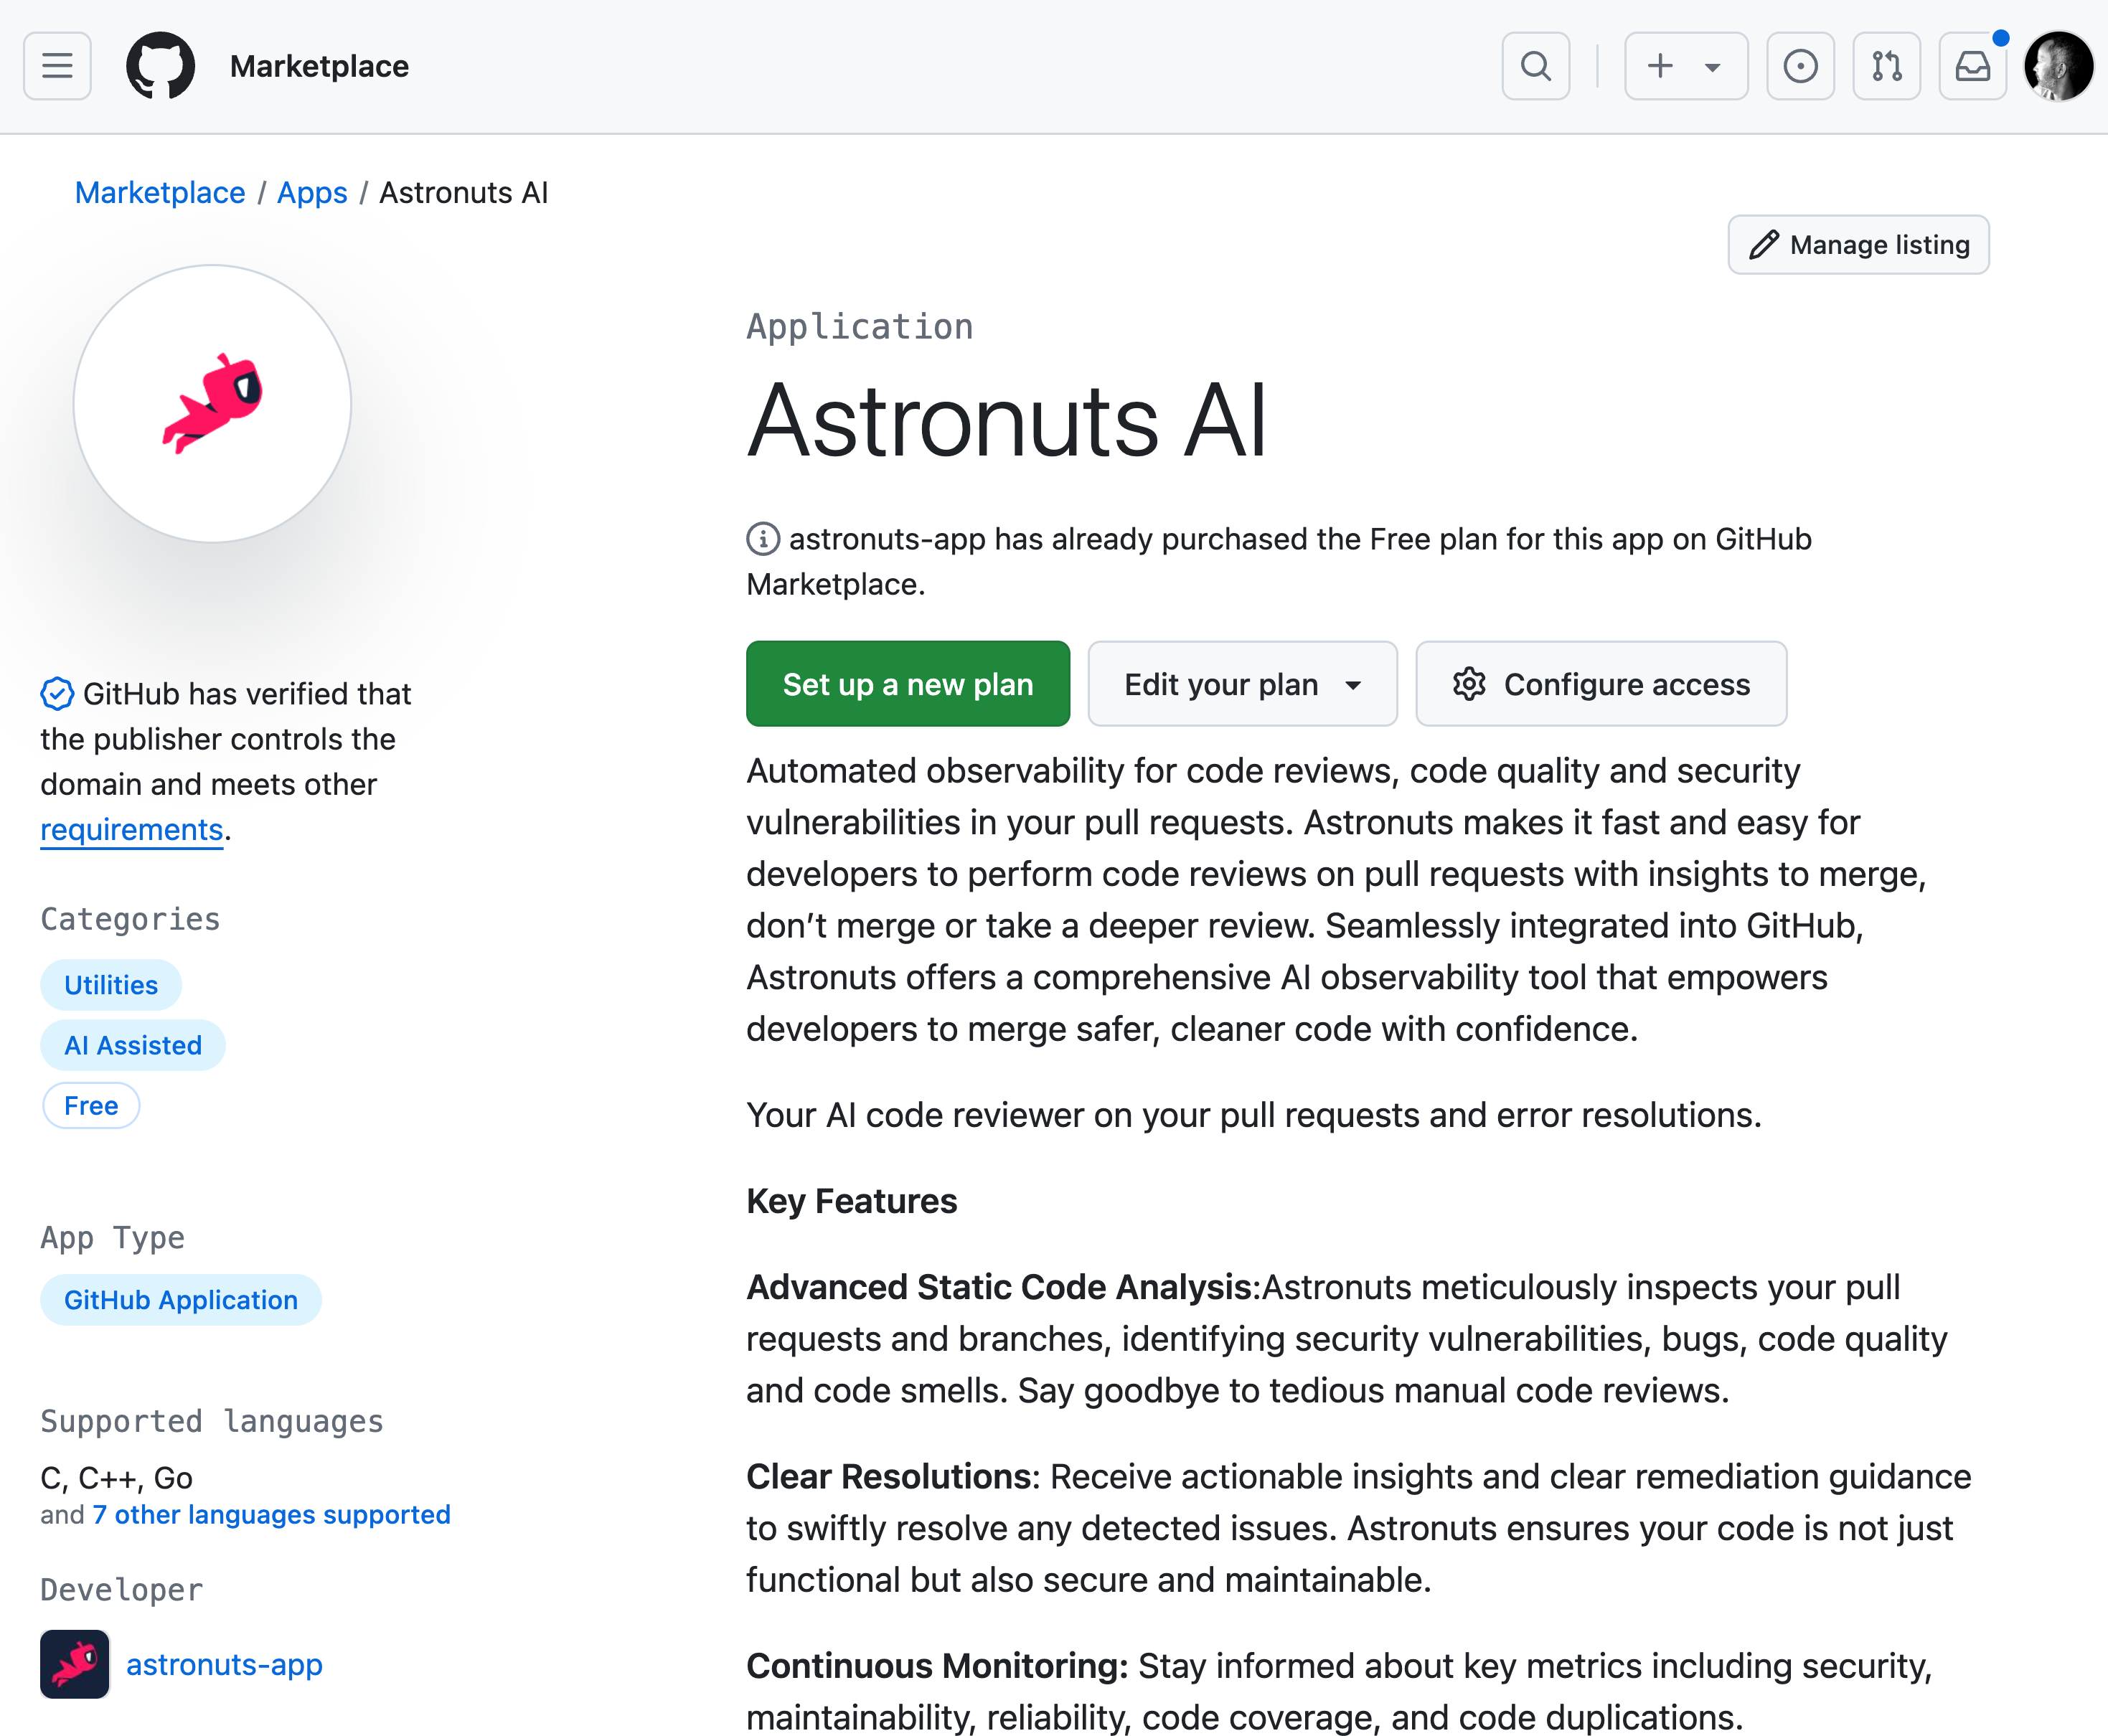 Marketplace
Marketplace / Apps / Astronuts AI
Manage listing
Application
Astronuts AI
astronuts-app has already purchased the Free plan for this app on GitHub
Marketplace.
Set up a new plan
Edit your plan
Configure access
Automated observability for code reviews, code quality and security
vulnerabilities in your pull requests. Astronuts makes it fast and easy for
developers to perform code reviews on pull requests with insights to merge,
don’t merge or take a deeper review. Seamlessly integrated into GitHub,
Astronuts offers a comprehensive AI observability tool that empowers
developers to merge safer, cleaner code with confidence.
Your AI code reviewer on your pull requests and error resolutions.
Key Features
Advanced Static Code Analysis:Astronuts meticulously inspects your pull
requests and branches, identifying security vulnerabilities, bugs, code quality
and code smells. Say goodbye to tedious manual code reviews.
Clear Resolutions: Receive actionable insights and clear remediation guidance
to swiftly resolve any detected issues. Astronuts ensures your code is not just
functional but also secure and maintainable.
Continuous Monitoring: Stay informed about key metrics including security,
maintainability, reliability, code coverage, and code duplications.
GitHub has verified that
the publisher controls the
domain and meets other
requirements.
Categories
Utilities
AI Assisted
Free
App Type
GitHub Application
Supported languages
C, C++, Go
and 7 other languages supported
Developer
astronuts-app